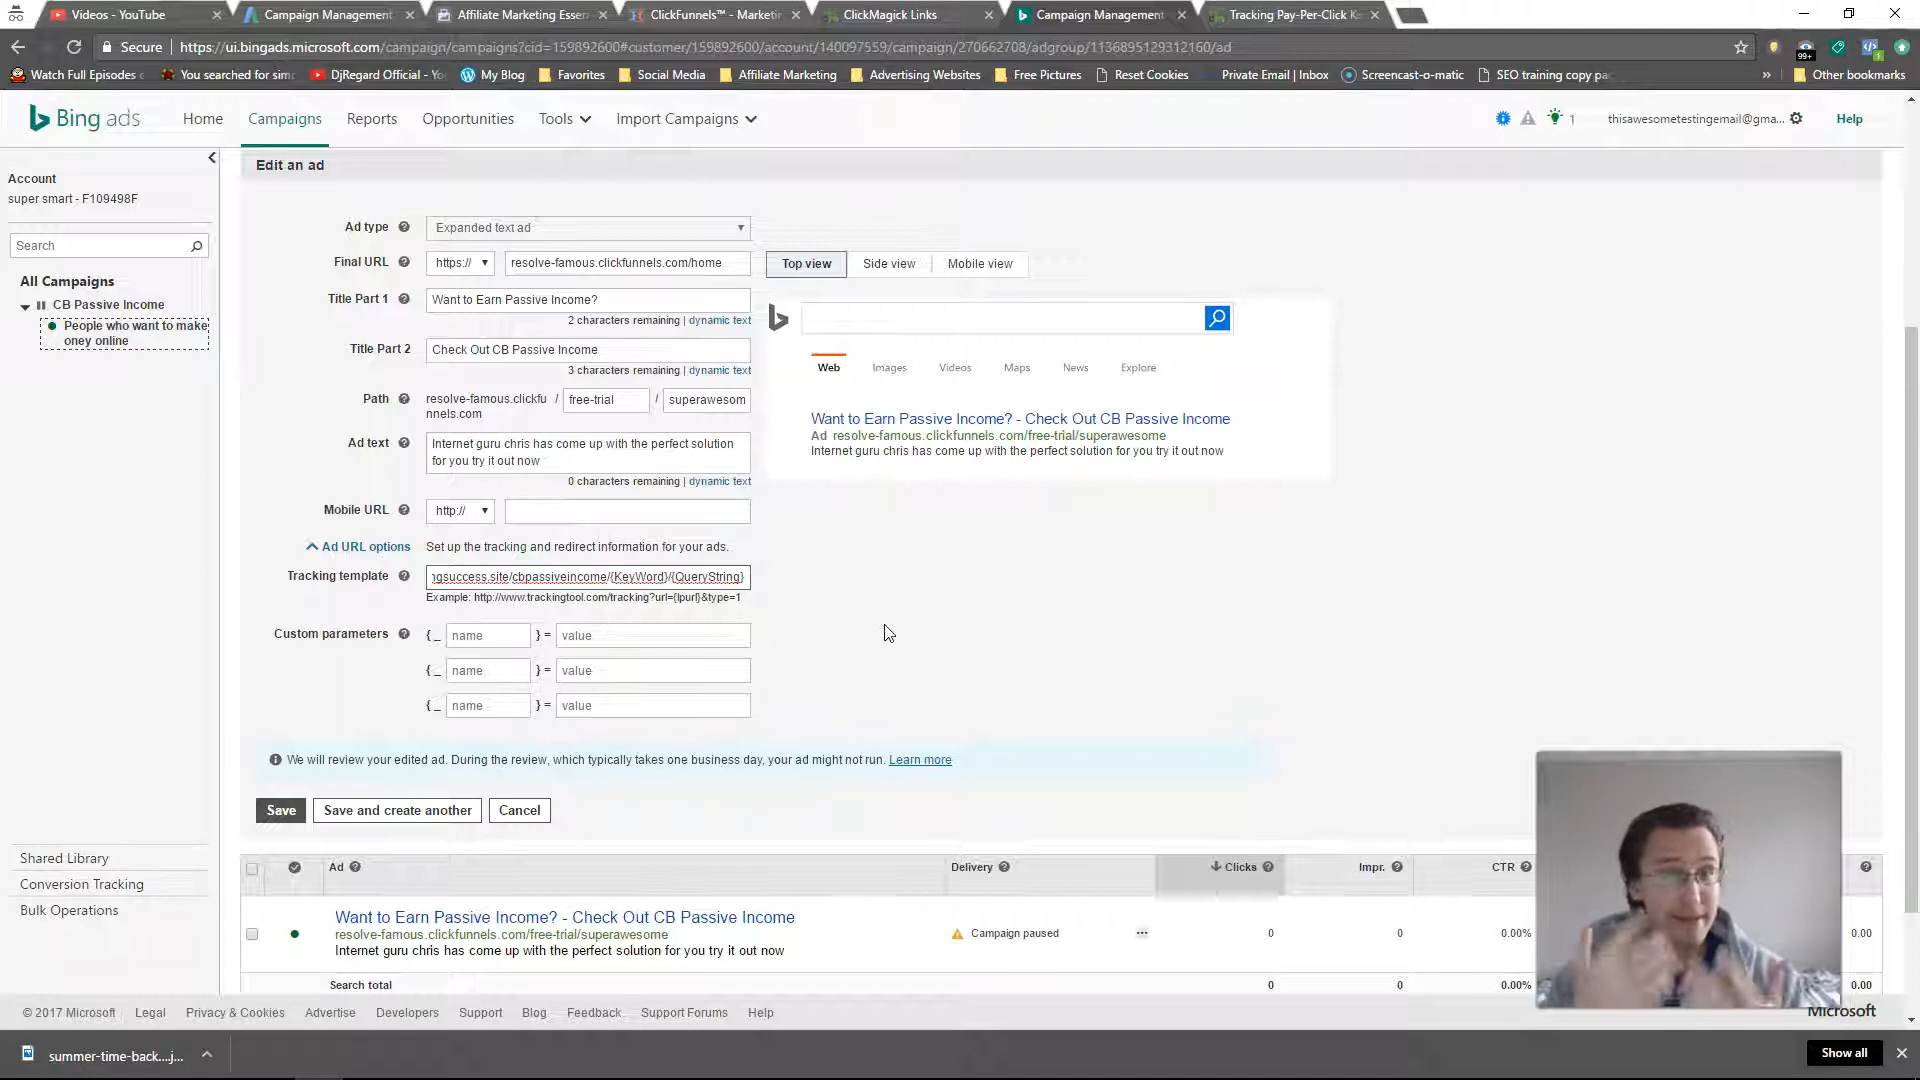 Videos - YouTube
Campaign Management
Affiliate Marketing Essen
ClickFunnels™ - Marketin
ClickMagick Links
Campaign Management
Tracking Pay-Per-Click K
Secure
https://ui.bingads.microsoft.com/campaign/campaigns?cid=159892600#customer/159892600/account/140097559/campaign/270662708/adgroup/1136895129312160/ad
99+
1
Watch Full Episodes
You searched for sim
DjRegard Official - Yo
My Blog
Favorites
Social Media
Affiliate Marketing
Advertising Websites
Free Pictures
Reset Cookies
Private Email | Inbox
Screencast-o-matic
SEO training copy pa
»
Other bookmarks
Bing ads
Home
Campaigns
Reports
Opportunities
Tools
Import Campaigns
1
thisawesometestingemail@gma...
Help
Account
super smart - F109498F
Search
All Campaigns
CB Passive Income
People who want to make
oney online
Shared Library
Conversion Tracking
Bulk Operations
Edit an ad
Ad type
Expanded text ad
Final URL
https://
resolve-famous.clickfunnels.com/home
Title Part 1
Want to Earn Passive Income?
2 characters remaining | dynamic text
Title Part 2
Check Out CB Passive Income
3 characters remaining | dynamic text
Path
resolve-famous.clickfu
nnels.com
/
free-trial
/
superawesom
Ad text
Internet guru chris has come up with the perfect solution
for you try it out now
0 characters remaining | dynamic text
Mobile URL
http://
Ad URL options
Set up the tracking and redirect information for your ads.
Tracking template
ngsuccess.site/cbpassiveincome/{KeyWord}/{QueryString}
Example: http://www.trackingtool.com/tracking?url={lpurl}&type=1
Custom parameters
{ _ name } = value
{ _ name } = value
{ _ name } = value
Top view
Side view
Mobile view
Web
Images
Videos
Maps
News
Explore
Want to Earn Passive Income? - Check Out CB Passive Income
Ad resolve-famous.clickfunnels.com/free-trial/superawesome
Internet guru chris has come up with the perfect solution for you try it out now
We will review your edited ad. During the review, which typically takes one business day, your ad might not run. Learn more
Save
Save and create another
Cancel
Ad
Delivery
Clicks
Impr.
CTR
Want to Earn Passive Income? - Check Out CB Passive Income
resolve-famous.clickfunnels.com/free-trial/superawesome
Internet guru chris has come up with the perfect solution for you try it out now
Campaign paused
...
0
0
0.00%
0.00
Search total
0
0
0.00%
0.00
© 2017 Microsoft
Legal
Privacy & Cookies
Advertise
Developers
Support
Blog
Feedback
Support Forums
Help
Microsoft
summer-time-back....j...
Show all